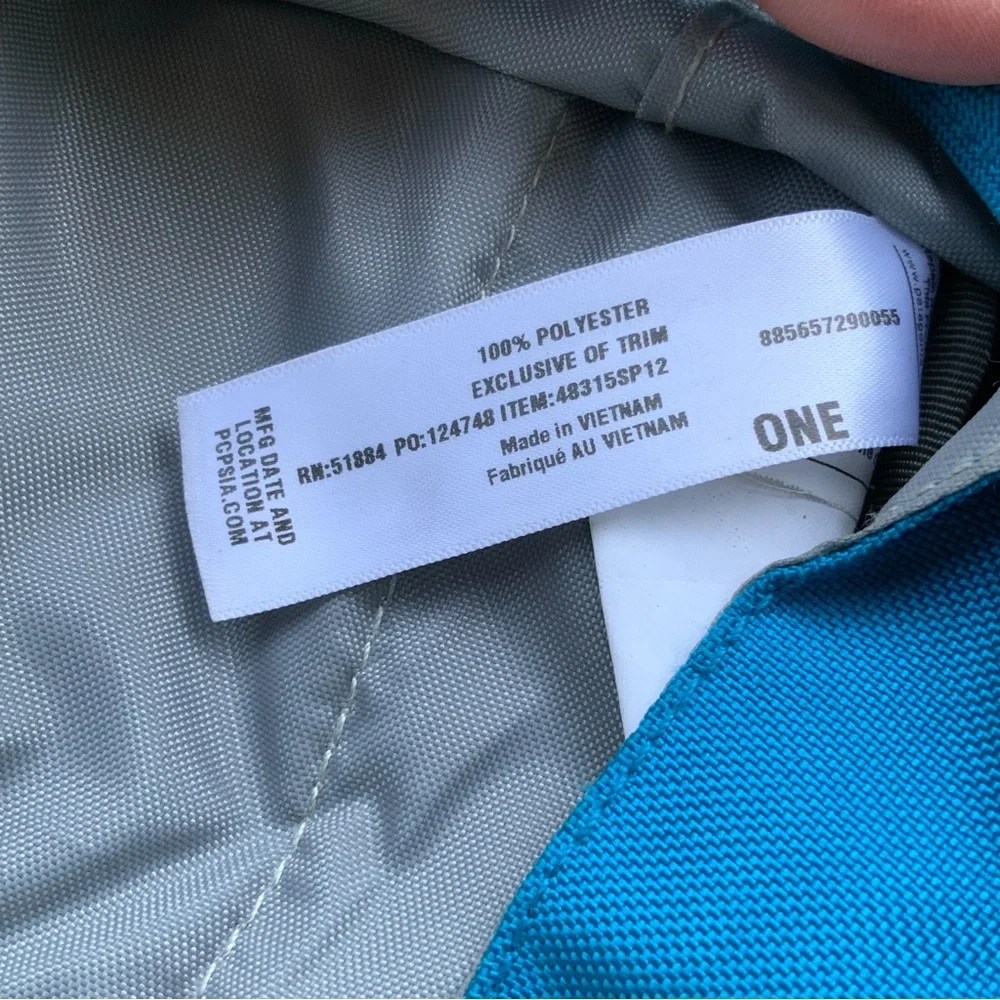 100% POLYESTER
EXCLUSIVE OF TRIM
RN:51884 PO:124748 ITEM:48315SP12
Made in VIETNAM
Fabriqué AU VIETNAM
885657290055
ONE
MFG DATE AND
LOCATION AT
PCPSIA.COM